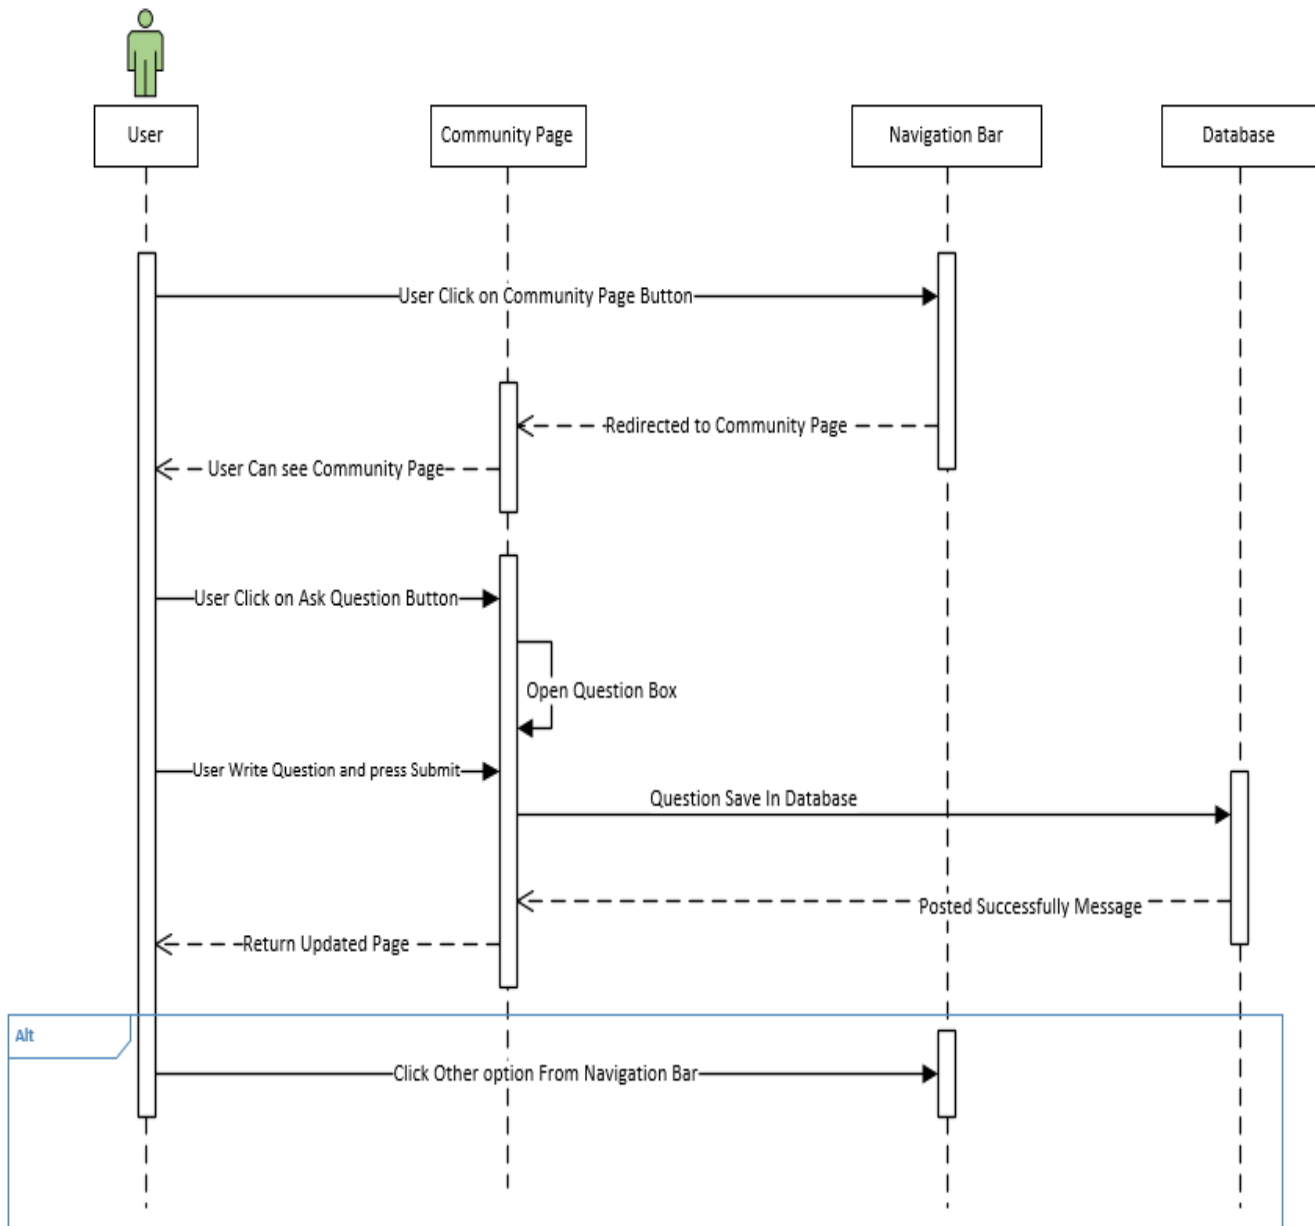 User
Community Page
Navigation Bar
Database
User Click on Community Page Button
Redirected to Community Page
User Can see Community Page
User Click on Ask Question Button
Open Question Box
User Write Question and press Submit
Question Save In Database
Posted Successfully Message
Return Updated Page
Alt
Click Other option From Navigation Bar